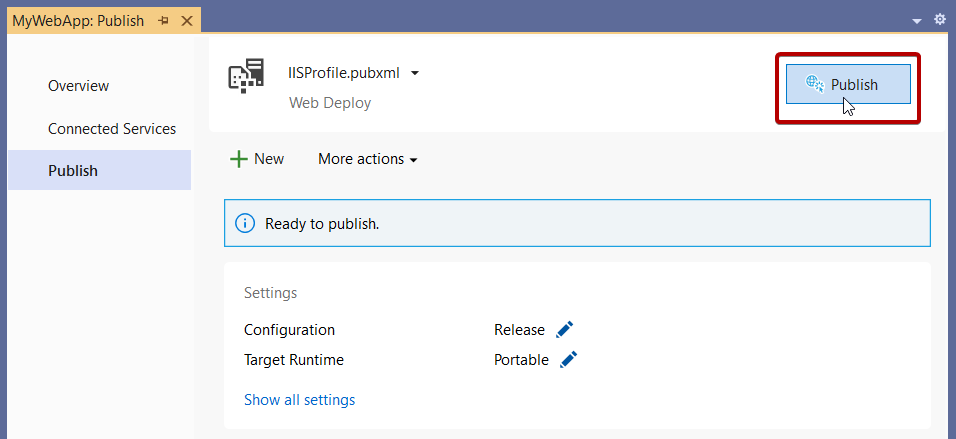 MyWebApp: Publish
Overview
Connected Services
Publish
IISProfile.pubxml
Web Deploy
Publish
New
More actions
Ready to publish.
Settings
Configuration Release
Target Runtime Portable
Show all settings